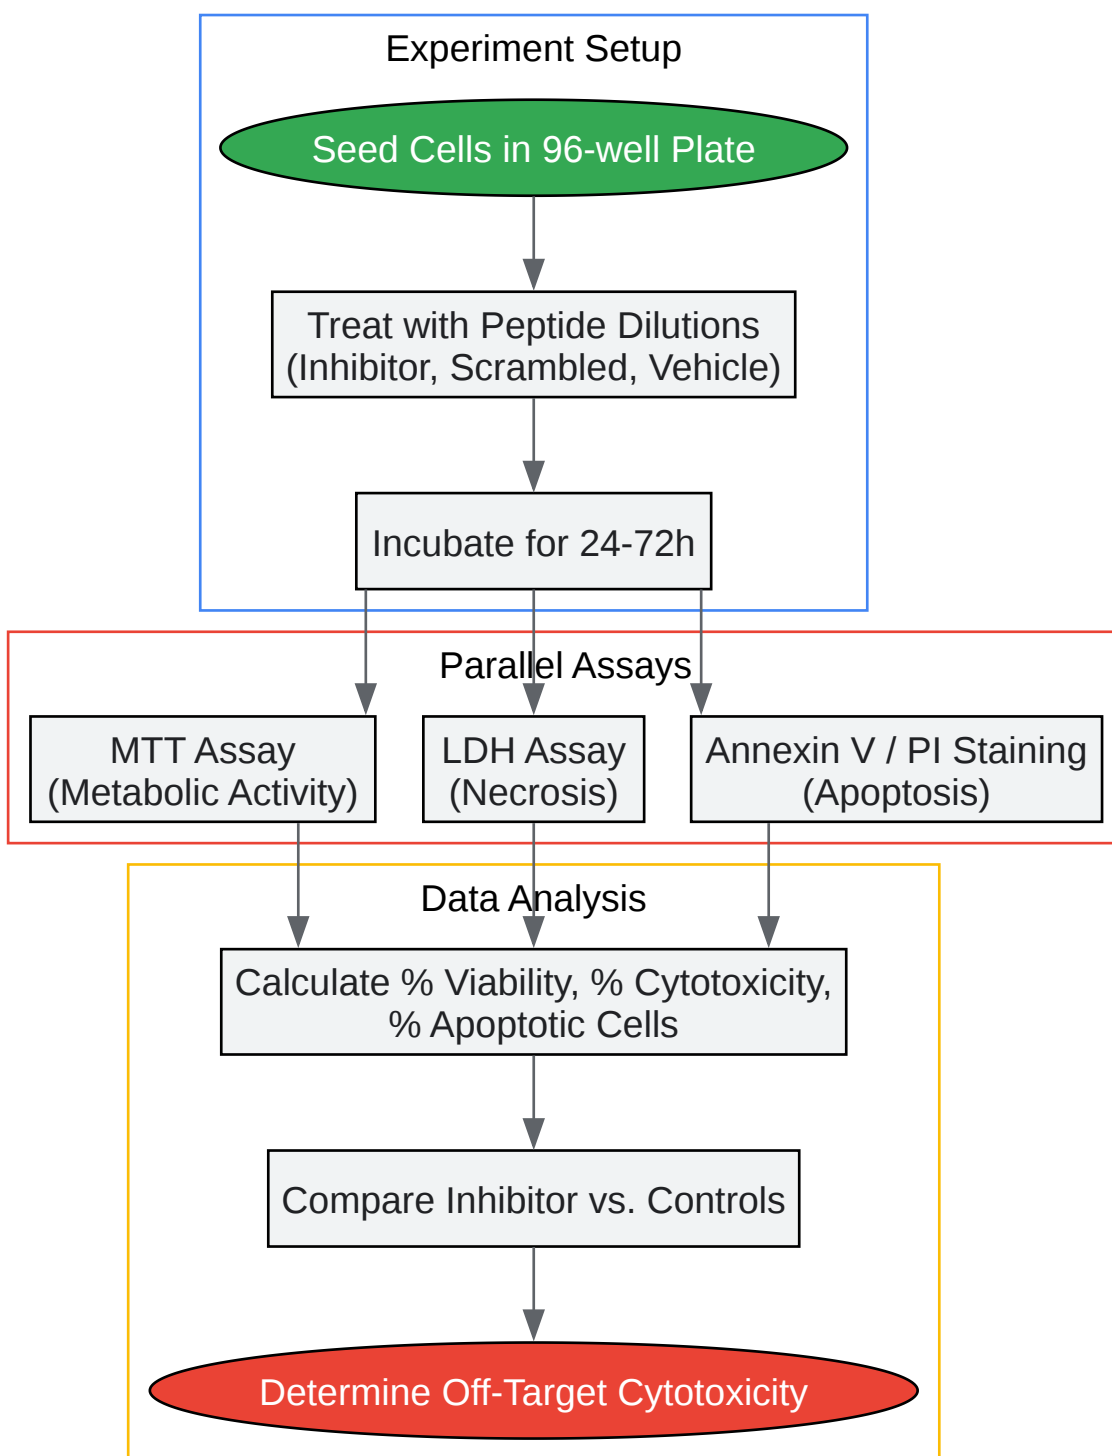 Experiment Setup
Seed Cells in 96-well Plate
Treat with Peptide Dilutions
(Inhibitor, Scrambled, Vehicle)
Incubate for 24-72h
Parallel Assays
MTT Assay
(Metabolic Activity)
LDH Assay
(Necrosis)
Annexin V / PI Staining
(Apoptosis)
Data Analysis
Calculate % Viability, % Cytotoxicity,
% Apoptotic Cells
Compare Inhibitor vs. Controls
Determine Off-Target Cytotoxicity